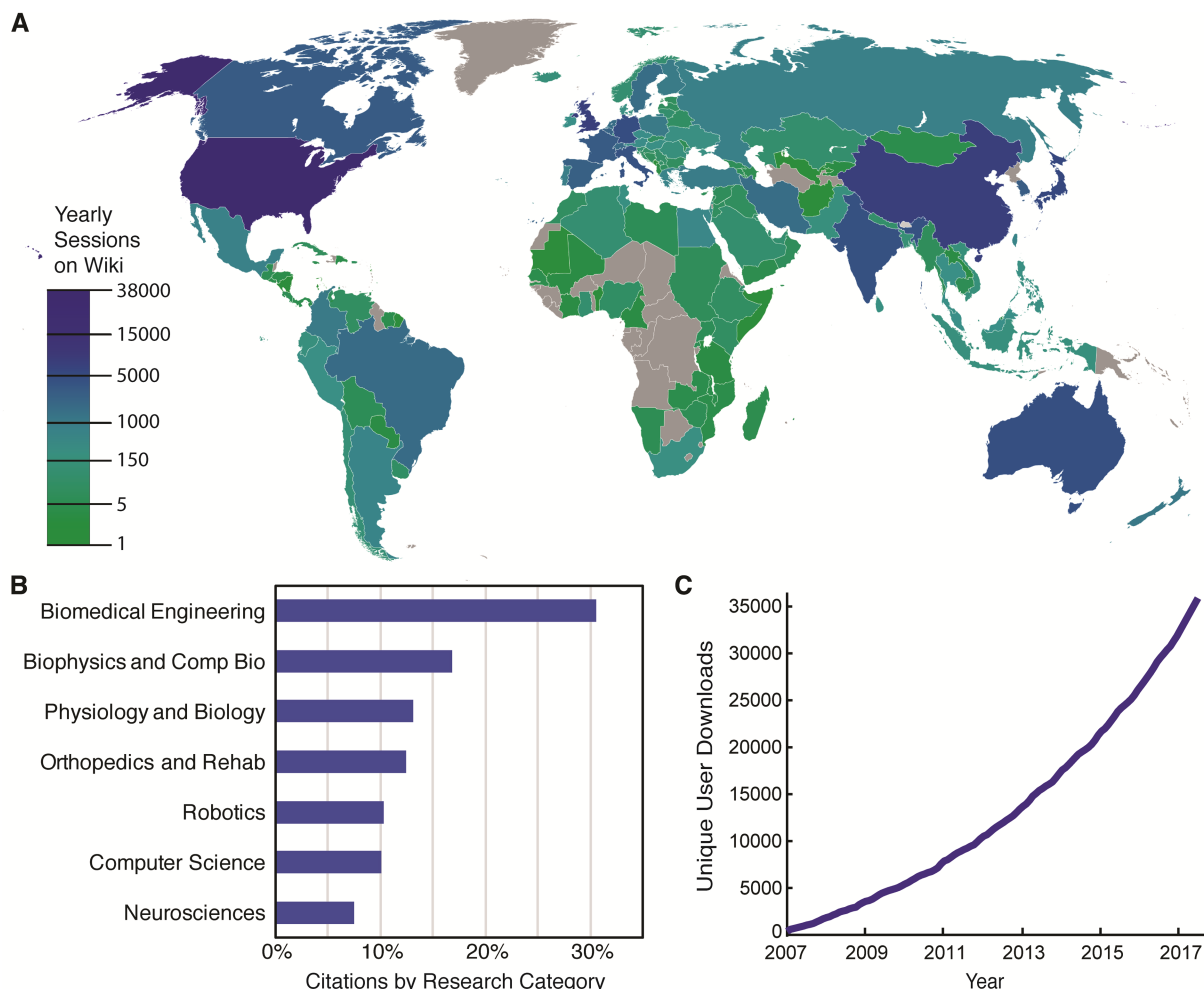 A
Yearly
Sessions
on Wiki
38000
15000
5000
1000
150
5
1
B
Biomedical Engineering
Biophysics and Comp Bio
Physiology and Biology
Orthopedics and Rehab
Robotics
Computer Science
Neurosciences
0% 10% 20% 30%
Citations by Research Category
C
Unique User Downloads
35000
30000
25000
20000
15000
10000
5000
0
2007 2009 2011 2013 2015 2017
Year